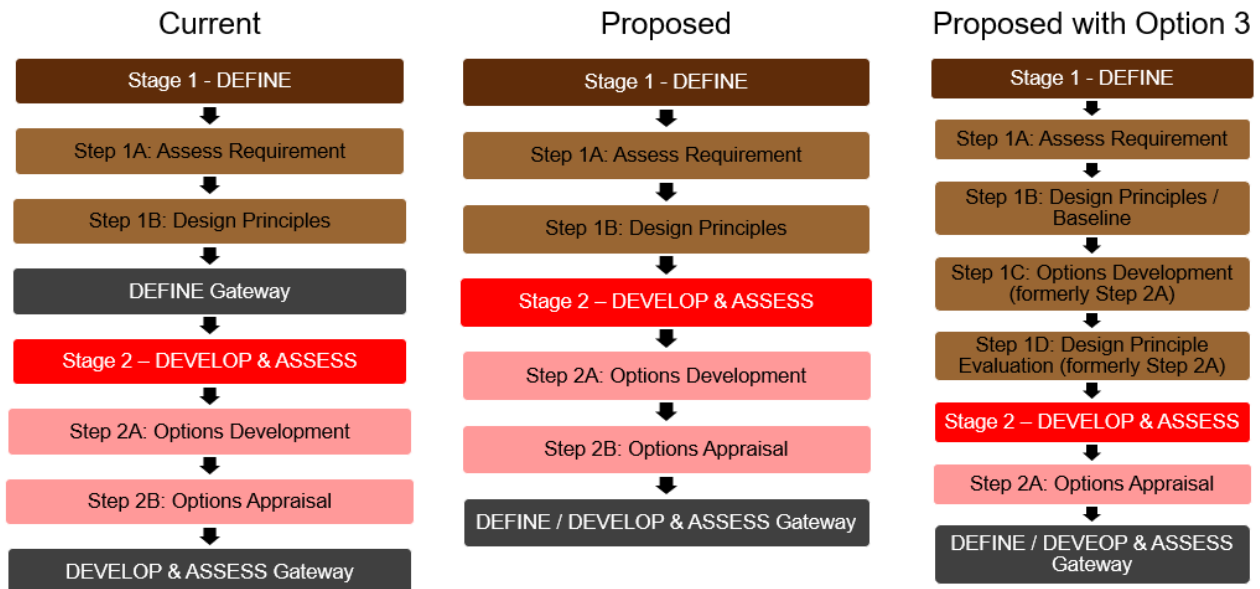 Current
Stage 1 - DEFINE
Step 1A: Assess Requirement
Step 1B: Design Principles
DEFINE Gateway
Stage 2 – DEVELOP & ASSESS
Step 2A: Options Development
Step 2B: Options Appraisal
DEVELOP & ASSESS Gateway
Proposed
Stage 1 - DEFINE
Step 1A: Assess Requirement
Step 1B: Design Principles
Stage 2 – DEVELOP & ASSESS
Step 2A: Options Development
Step 2B: Options Appraisal
DEFINE / DEVELOP & ASSESS Gateway
Proposed with Option 3
Stage 1 - DEFINE
Step 1A: Assess Requirement
Step 1B: Design Principles /
Baseline
Step 1C: Options Development
(formerly Step 2A)
Step 1D: Design Principle
Evaluation (formerly Step 2A)
Stage 2 – DEVELOP & ASSESS
Step 2A: Options Appraisal
DEFINE / DEVEOP & ASSESS
Gateway